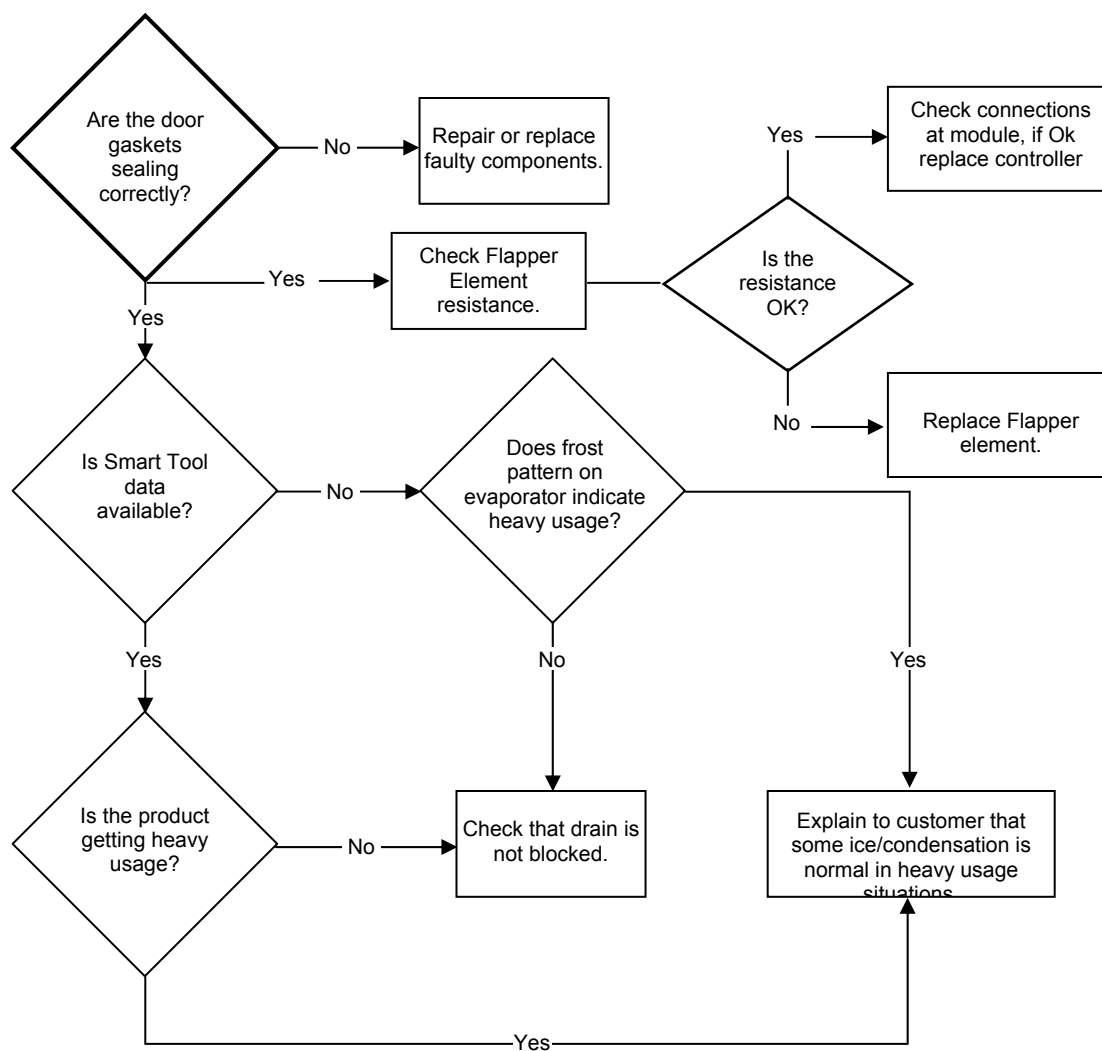 Are the door
gaskets
sealing
correctly?
No
Repair or replace
faulty components.
Yes
Check connections
at module, if Ok
replace controller
Yes
Check Flapper
Element
resistance.
Is the
resistance
OK?
Yes
No
Replace Flapper
element.
Is Smart Tool
data
available?
No
Does frost
pattern on
evaporator indicate
heavy usage?
Yes
No
Yes
Is the product
getting heavy
usage?
No
Check that drain is
not blocked.
Explain to customer that
some ice/condensation is
normal in heavy usage
situations
Yes